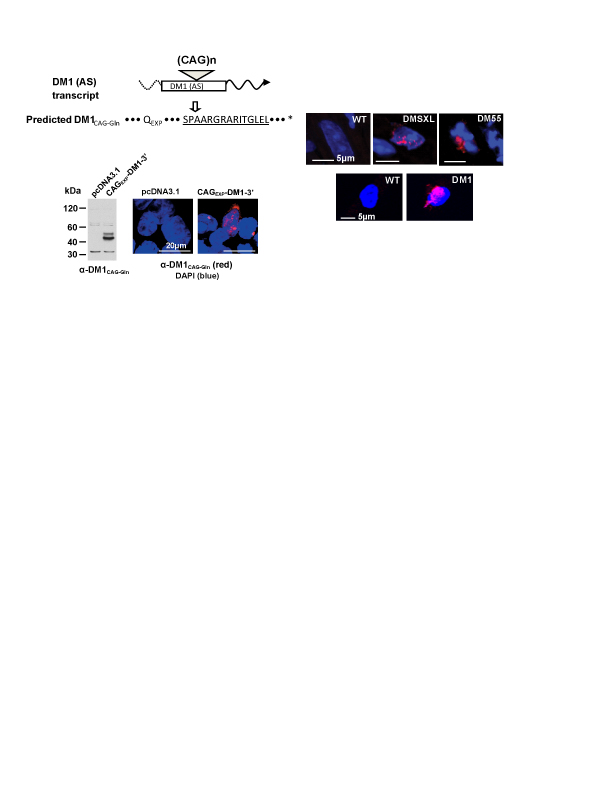 (CAG)n
DM1 (AS)
transcript
DM1 (AS)
Predicted DM1CAG-Gln ••• QEXP ••• SPAARGRARITGLEL••• *
WT
DMSXL
DM55
5µm
WT
DM1
5µm
kDa
pcDNA3.1
CAGEXP-DM1-3'
120
60
40
30
α-DM1CAG-Gln
pcDNA3.1
CAGEXP-DM1-3'
20µm
α-DM1CAG-Gln (red)
DAPI (blue)